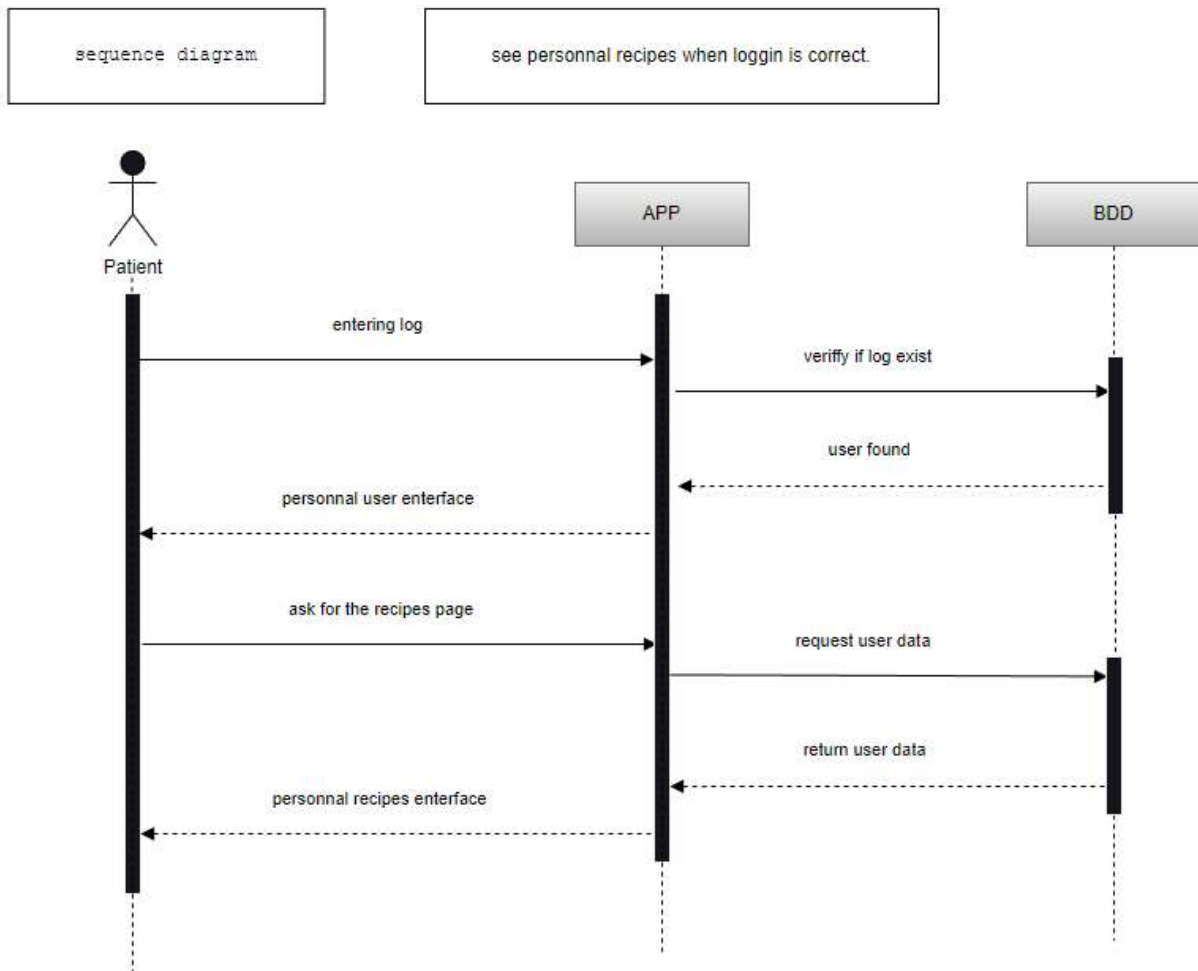 sequence diagram
see personnal recipes when loggin is correct.
Patient
APP
BDD
entering log
veriffy if log exist
user found
personnal user enterface
ask for the recipes page
request user data
return user data
personnal recipes enterface